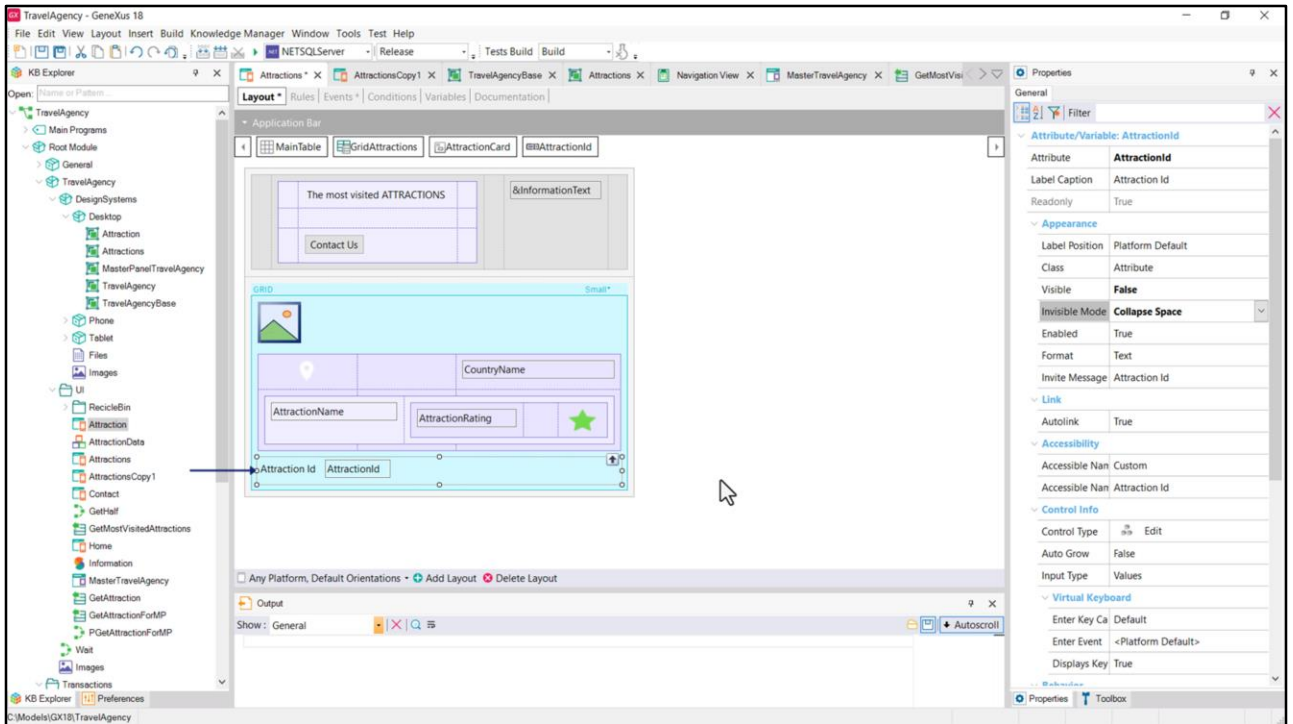 TravelAgency - GeneXus 18
File Edit View Layout Insert Build Knowledge Manager Window Tools Test Help
NETSQLServer Release Tests Build Build
KB Explorer
Open: Name or Pattern...
TravelAgency
Main Programs
Root Module
General
TravelAgency
DesignSystems
Desktop
Attraction
Attractions
MasterPanelTravelAgency
TravelAgency
TravelAgencyBase
Phone
Tablet
Files
Images
UI
RecicleBin
Attraction
AttractionData
Attractions
AttractionsCopy1
Contact
GetHalf
GetMostVisitedAttractions
Home
Information
MasterTravelAgency
GetAttraction
GetAttractionForMP
PGetAttractionForMP
Wait
Images
Transactions
KB Explorer Preferences
C:\Models\GX18\TravelAgency
Attractions* X AttractionsCopy1 X TravelAgencyBase X Attractions X Navigation View X MasterTravelAgency X GetMostVisi
Layout * | Rules | Events * | Conditions | Variables | Documentation |
Application Bar
MainTable GridAttractions AttractionCard AttractionId
The most visited ATTRACTIONS
&InformationText
Contact Us
GRID Small*
CountryName
AttractionName
AttractionRating
Attraction Id AttractionId
Any Platform, Default Orientations Add Layout Delete Layout
Output
Show: General Autoscroll
Properties
General
Filter
Attribute/Variable: AttractionId
Attribute AttractionId
Label Caption Attraction Id
Readonly True
Appearance
Label Position Platform Default
Class Attribute
Visible False
Invisible Mode Collapse Space
Enabled True
Format Text
Invite Message Attraction Id
Link
Autolink True
Accessibility
Accessible Nan Custom
Accessible Nan Attraction Id
Control Info
Control Type Edit
Auto Grow False
Input Type Values
Virtual Keyboard
Enter Key Ca Default
Enter Event <Platform Default>
Displays Key True
Behavior
Properties Toolbox